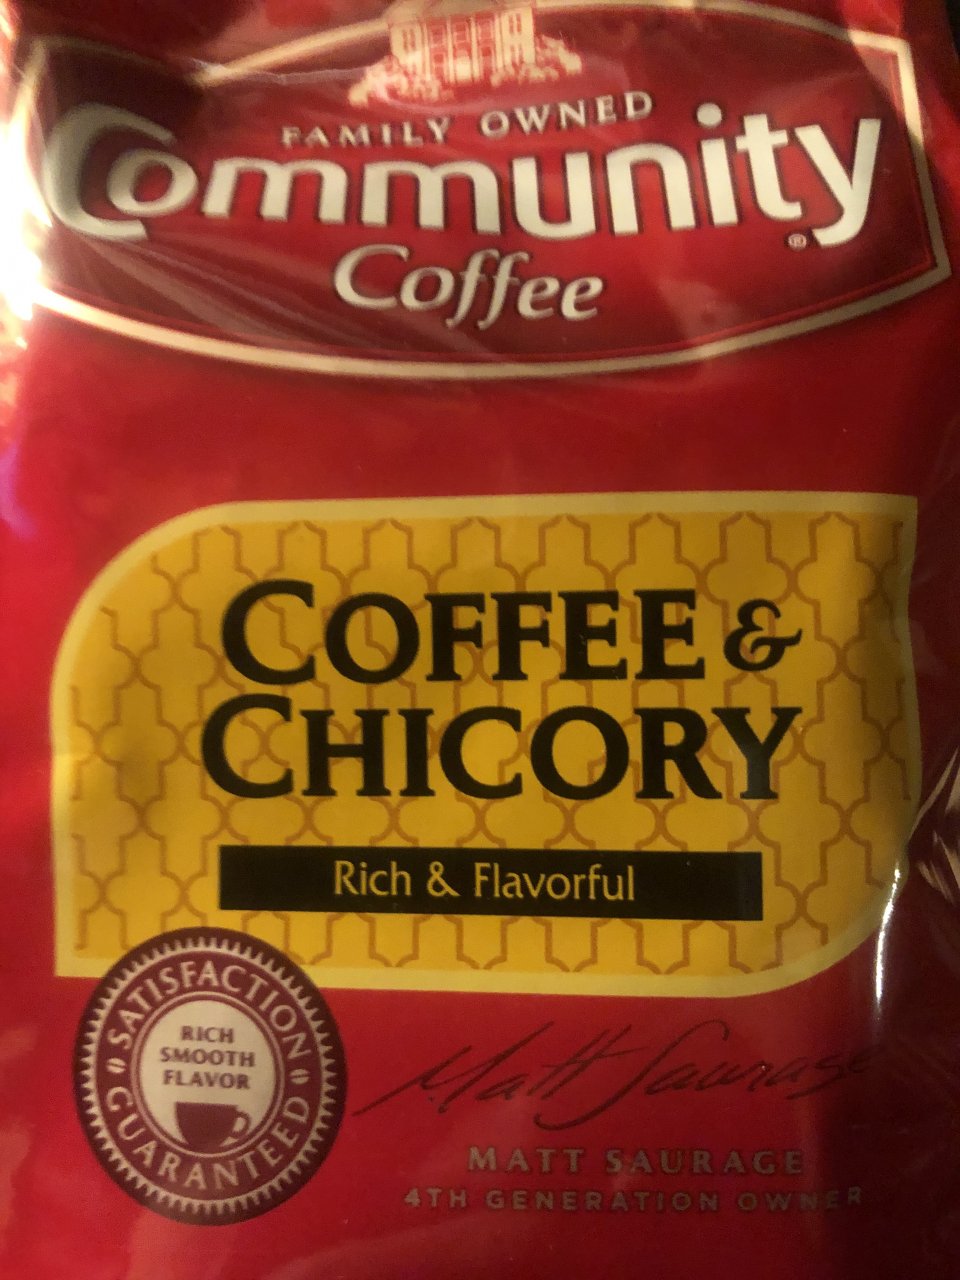 FAMILY OWNED
Community®
Coffee
COFFEE &
CHICORY
Rich & Flavorful
SATISFACTION
RICH
SMOOTH
FLAVOR
GUARANTEED
Matt Saurage
MATT SAURAGE
4TH GENERATION OWNER